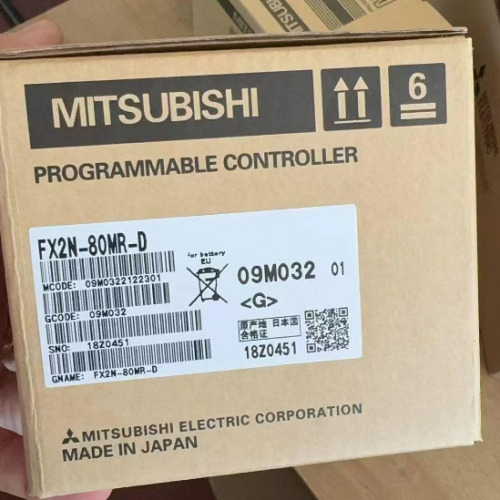 MITSUBISHI
6
PROGRAMMABLE CONTROLLER
FX2N-80MR-D
MCODE: 09M0322122301
GCODE: 09M032
SNO: 18Z0451
GNAME: FX2N-80MR-D
for battery
EU
09M032 01
<G>
原产地 日本国
合格证
18Z0451
MITSUBISHI ELECTRIC CORPORATION
MADE IN JAPAN
MITSUBISHI